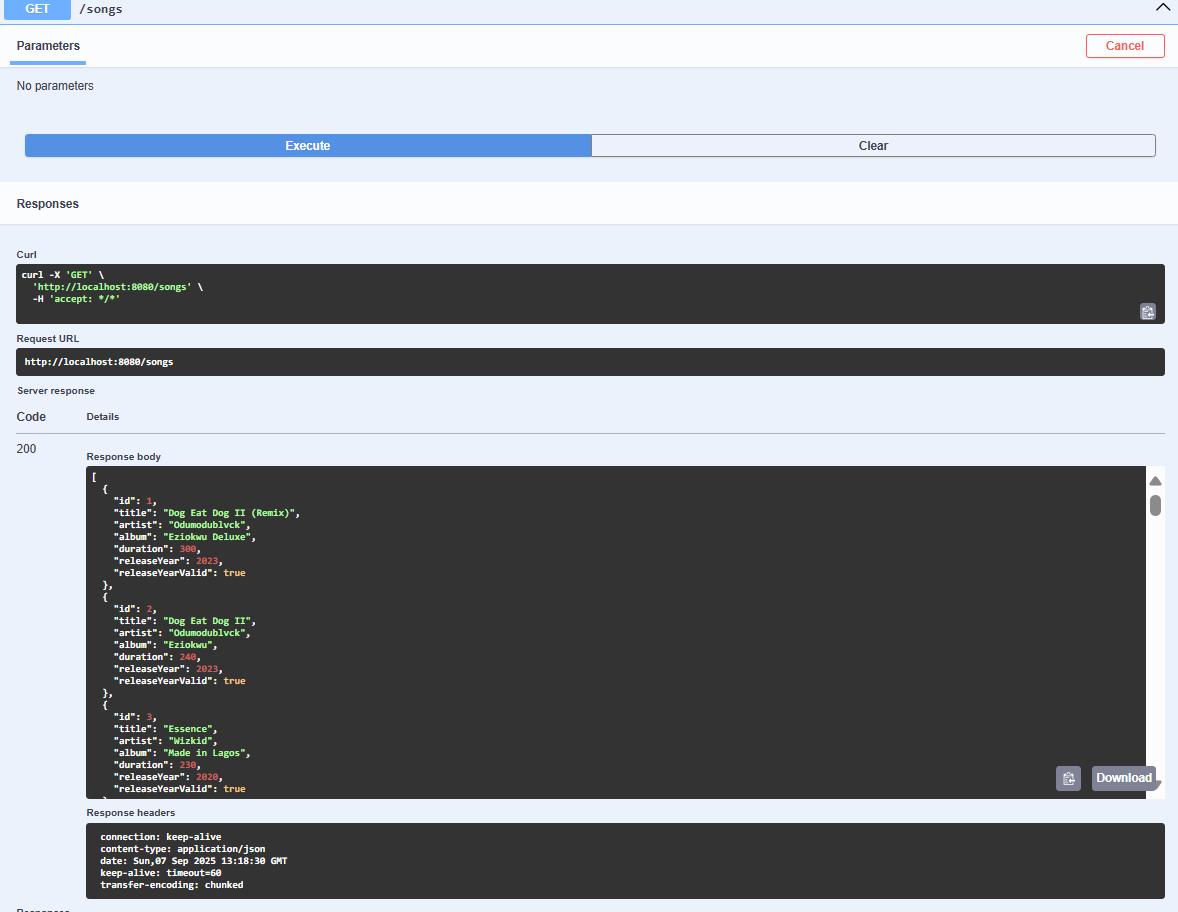 GET /songs
Parameters
Cancel
No parameters
Execute
Clear
Responses
Curl
curl -X 'GET' \
  'http://localhost:8080/songs' \
  -H 'accept: */*'
Request URL
http://localhost:8080/songs
Server response
Code Details
200
Response body
[
  {
    "id": 1,
    "title": "Dog Eat Dog II (Remix)",
    "artist": "Odumodublvck",
    "album": "Eziokwu Deluxe",
    "duration": 300,
    "releaseYear": 2023,
    "releaseYearValid": true
  },
  {
    "id": 2,
    "title": "Dog Eat Dog II",
    "artist": "Odumodublvck",
    "album": "Eziokwu",
    "duration": 240,
    "releaseYear": 2023,
    "releaseYearValid": true
  },
  {
    "id": 3,
    "title": "Essence",
    "artist": "Wizkid",
    "album": "Made in Lagos",
    "duration": 230,
    "releaseYear": 2020,
    "releaseYearValid": true
Download
Response headers
connection: keep-alive
content-type: application/json
date: Sun,07 Sep 2025 13:18:30 GMT
keep-alive: timeout=60
transfer-encoding: chunked
Responses